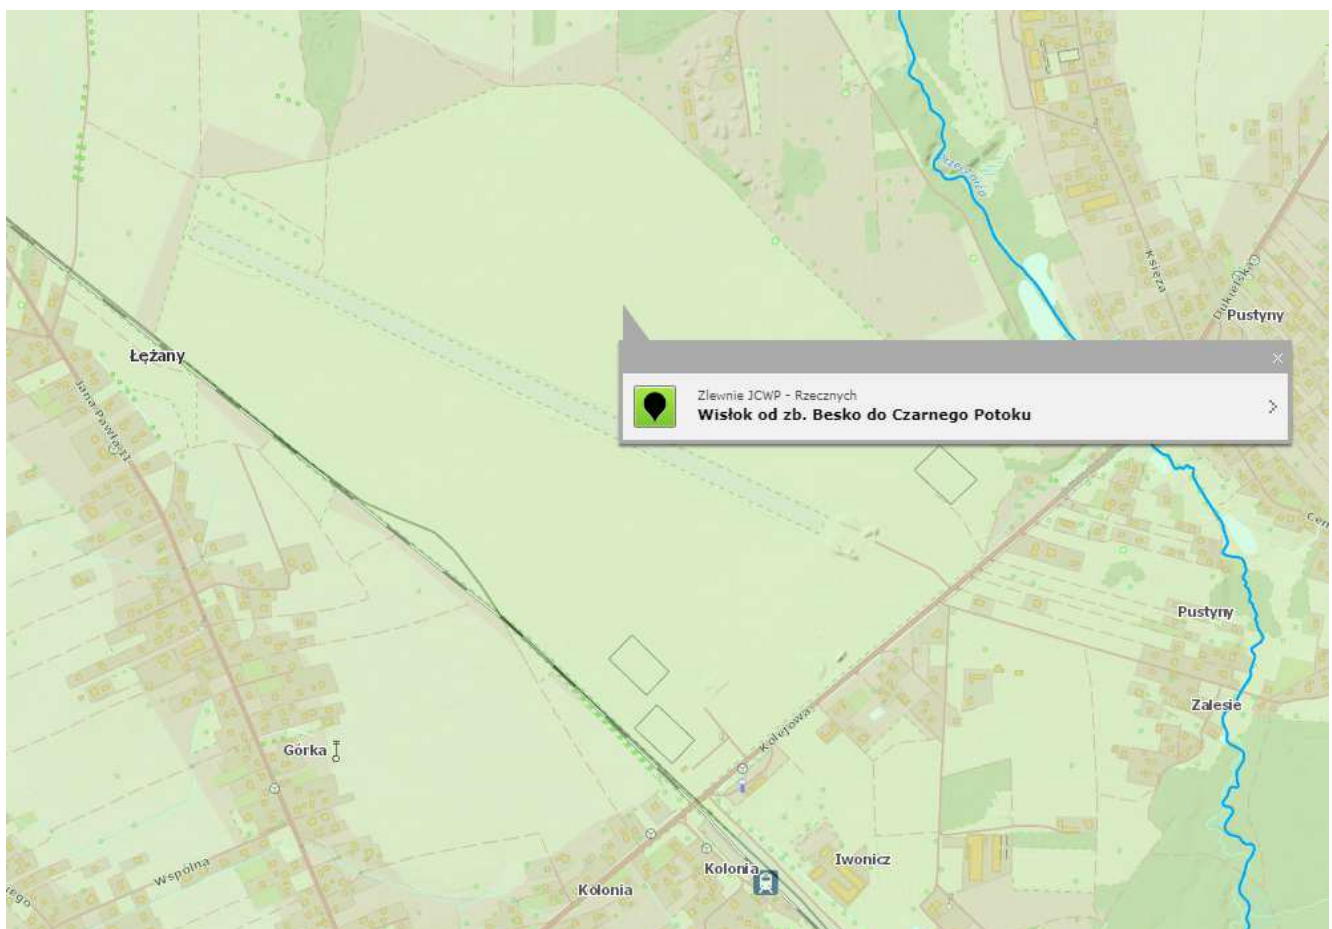 Księża
Dukielska
Pustyny
Łężany
×
Zlewnie JCWP - Rzecznych
Wisłok od zb. Besko do Czarnego Potoku
Jana Pawła II
Pustyny
Zalesie
Kolejowa
Górka
Wspólna
Iwonicz
Kolonia
Kolonia